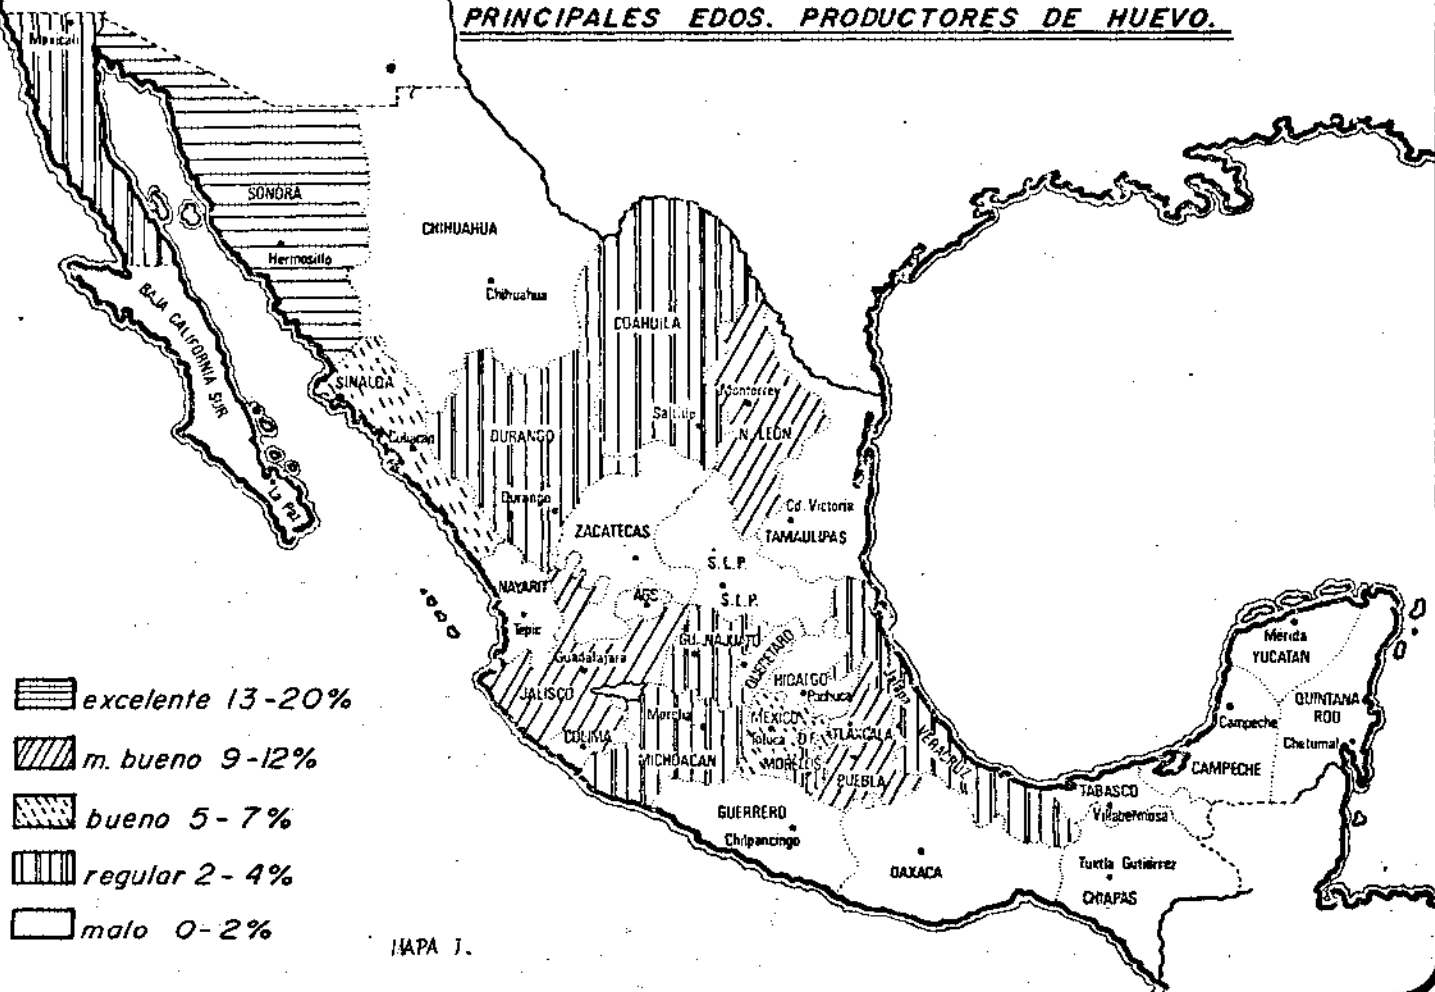 PRINCIPALES EDOS. PRODUCTORES DE HUEVO.
Mexicali
SONORA
Hermosillo
CHIHUAHUA
Chihuahua
BAJA CALIFORNIA SUR
La Paz
COAHUILA
Saltillo
SINALOA
Culiacan
Monterrey
N. LEON
DURANGO
Durango
ZACATECAS
Cd. Victoria
TAMAULIPAS
S.L.P.
S.L.P.
NAYARIT
Tepic
AGS
GUANAJUATO
QUERETARO
Guadalajara
JALISCO
HIDALGO
Pachuca
Jalapa
VERACRUZ
COLIMA
Morelia
MICHOACAN
MEXICO
Toluca
D.F.
TLAXCALA
MORELOS
PUEBLA
GUERRERO
Chilpancingo
OAXACA
TABASCO
Villahermosa
Tuxtla Gutiérrez
CHIAPAS
Mérida
YUCATAN
QUINTANA
ROO
Campeche
Chetumal
CAMPECHE
excelente 13-20%
m. bueno 9-12%
bueno 5-7%
regular 2-4%
malo 0-2%
MAPA 1.